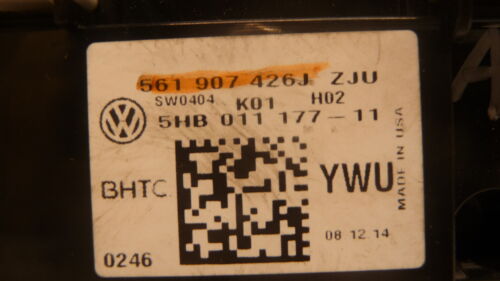 561 907 426J ZJU
SW0404 K01 H02
5HB 011 177-11
BHTC
YWU
MADE IN USA
0246
08.12.14